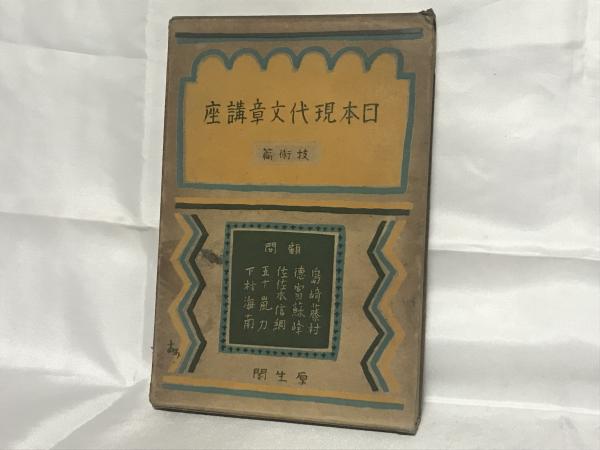 日本現代文章講座
技術篇
顧問
島崎藤村
德富蘇峰
佐佐木信綱
五十嵐力
下村海南
厚生閣